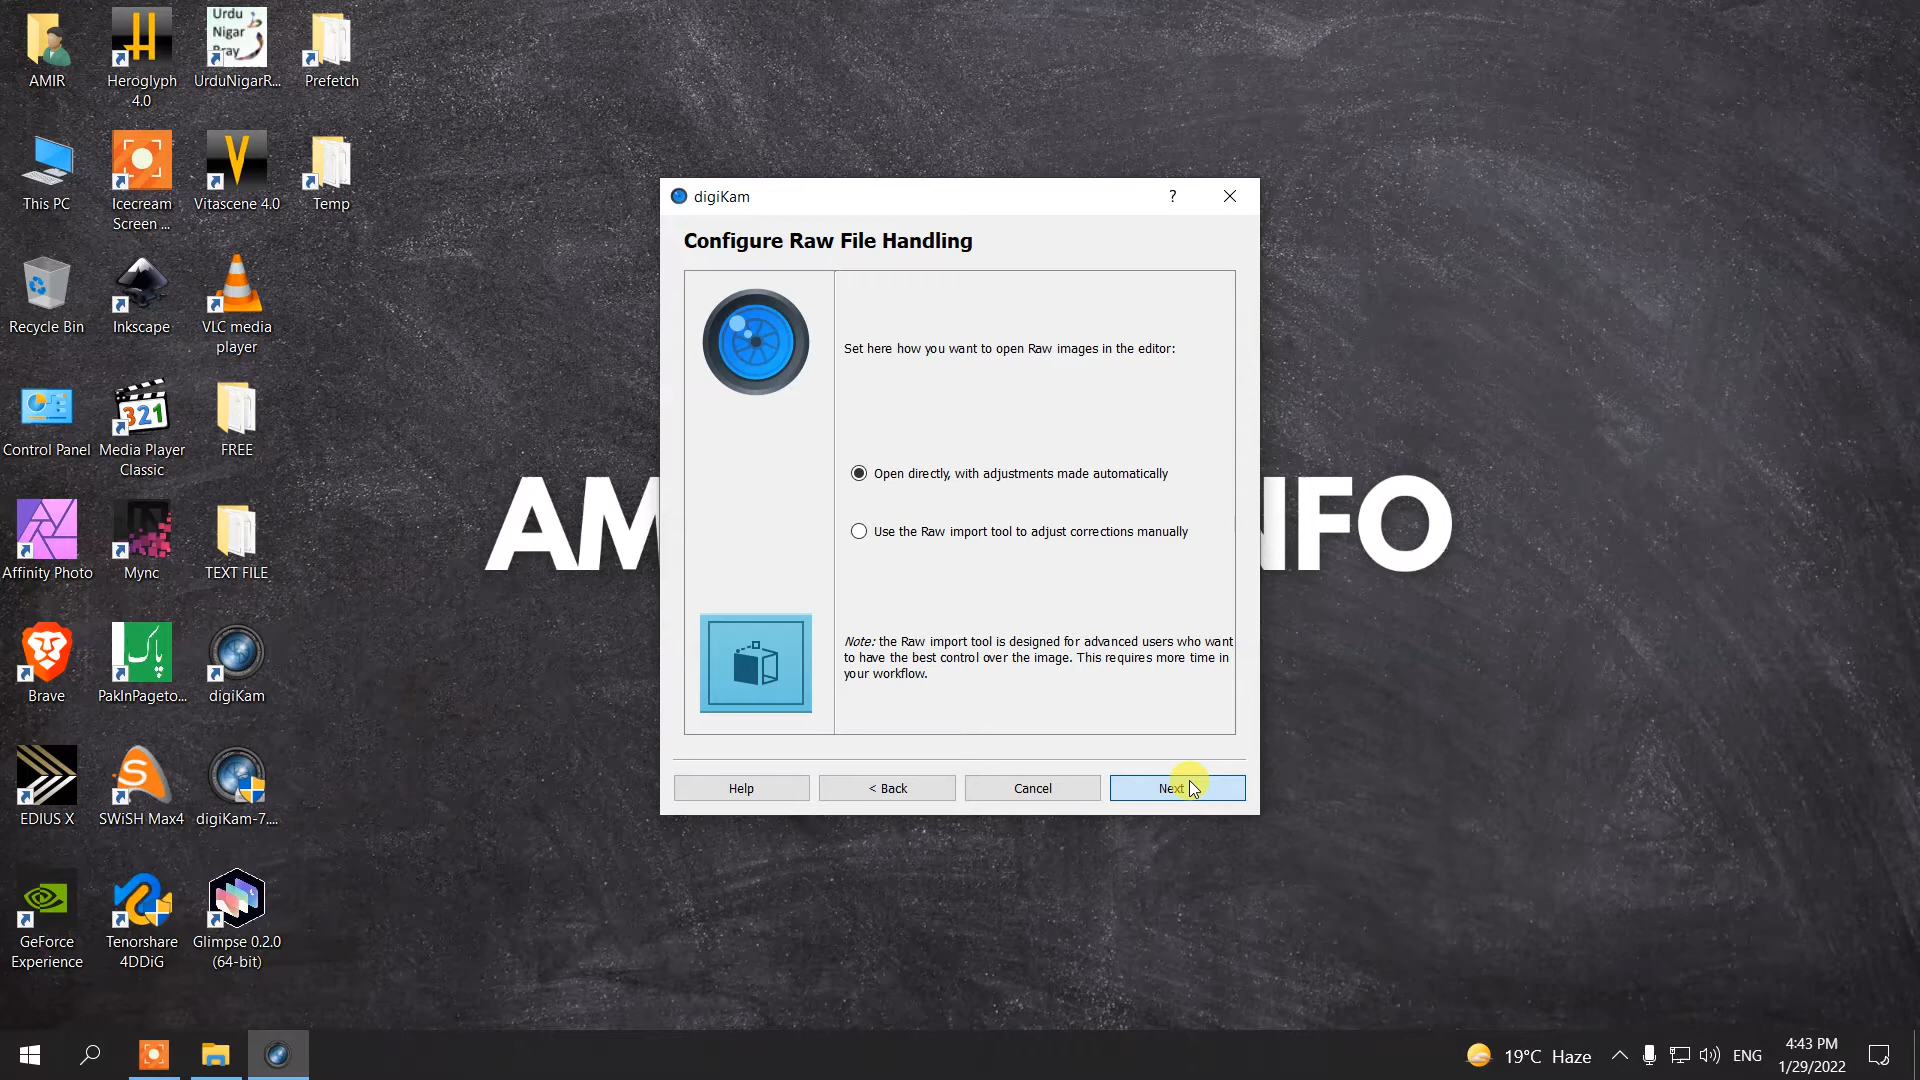 AMIR
Heroglyph
4.0
Urdu
Nigar
UrduNigarR...
Prefetch
This PC
Icecream
Screen ...
Vitascene 4.0
Temp
Recycle Bin
Inkscape
VLC media
player
Control Panel
321
Media Player
Classic
FREE
Affinity Photo
Mync
TEXT FILE
Brave
پاک
PakInPageto...
digiKam
EDIUS X
SWiSH Max4
digiKam-7....
GeForce
Experience
Tenorshare
4DDiG
Glimpse 0.2.0
(64-bit)
AM
NFO
digiKam
?
Configure Raw File Handling
Set here how you want to open Raw images in the editor:
Open directly, with adjustments made automatically
Use the Raw import tool to adjust corrections manually
Note: the Raw import tool is designed for advanced users who want
to have the best control over the image. This requires more time in
your workflow.
Help
< Back
Cancel
Next
19°C Haze
ENG
4:43 PM
1/29/2022